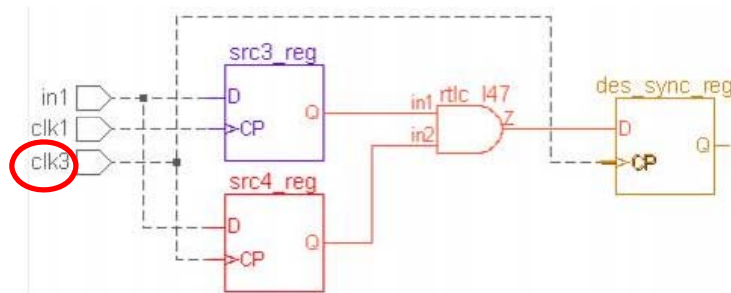 src3_reg
in1
clk1
clk3
D
Q
CP
in1
in2
rtlc_I47
Z
des_sync_reg
D
Q
CP
src4_reg
D
Q
CP